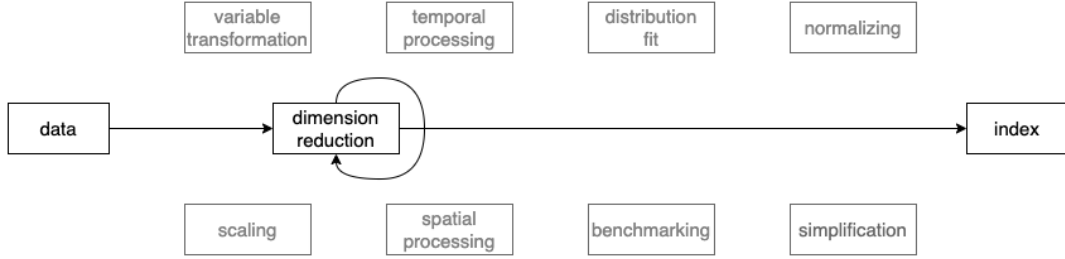 variable
transformation
temporal
processing
distribution
fit
normalizing
data
dimension
reduction
index
scaling
spatial
processing
benchmarking
simplification